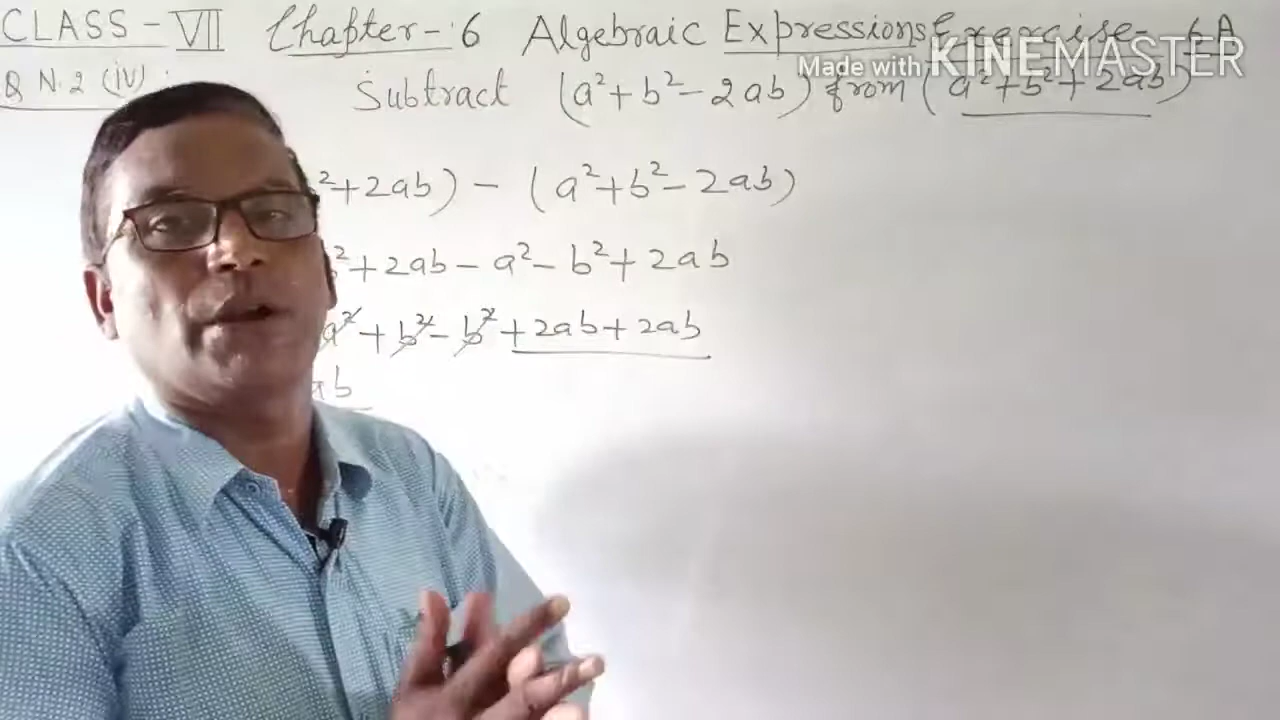 CLASS - VII Chapter - 6 Algebraic Expressions Exercise - 6A
Made with KINEMASTER
Q N. 2 (iv) Subtract (a² + b² - 2ab) from (a² + b² + 2ab)
² + 2ab) - (a² + b² - 2ab)
² + 2ab - a² - b² + 2ab
a² + b² - b² + 2ab + 2ab
ab